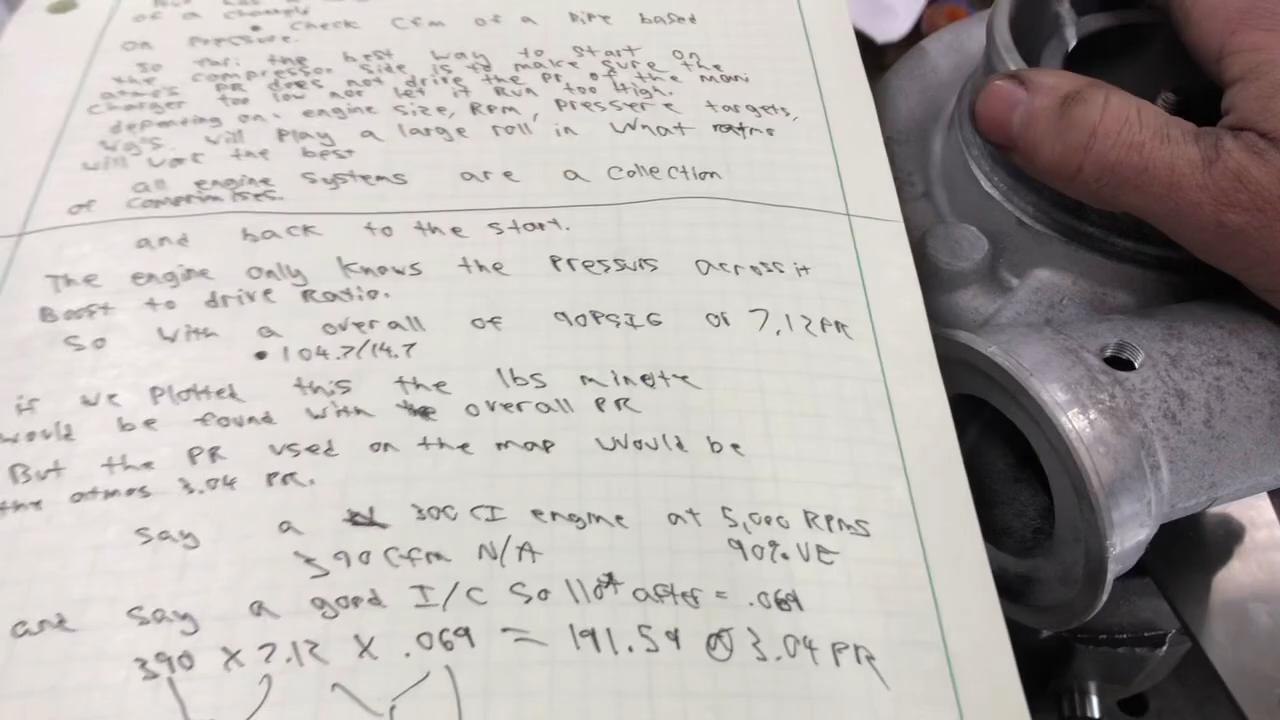 of a charger
• Check Cfm of a Pipe based
on Pressure.
So the best way to start on
the compressor side is to make sure the
atmos PR does not drive the PR of the Mani
charger too low nor let it Run too High.
depending on. engine size, RPM, pressere targets,
will Play a large roll in What
will the best
all engine Systems are a Collection
of
and back to the start.
The engine only knows the Pressurs across it
Boost to drive Ratio.
So with a overall of 90PSIG or 7.12PR
• 104.7/14.7
if we Plotted this the lbs minete
would be found with the overall PR
But the PR used on the map Would be
the atmos 3.04 PR.
Say a 300 CI engine at 5,000 RPMS
390 Cfm N/A 90% VE
and say a good I/C So 110° after = .069
390 X 7.12 X .069 = 191.59 @ 3.04 PR